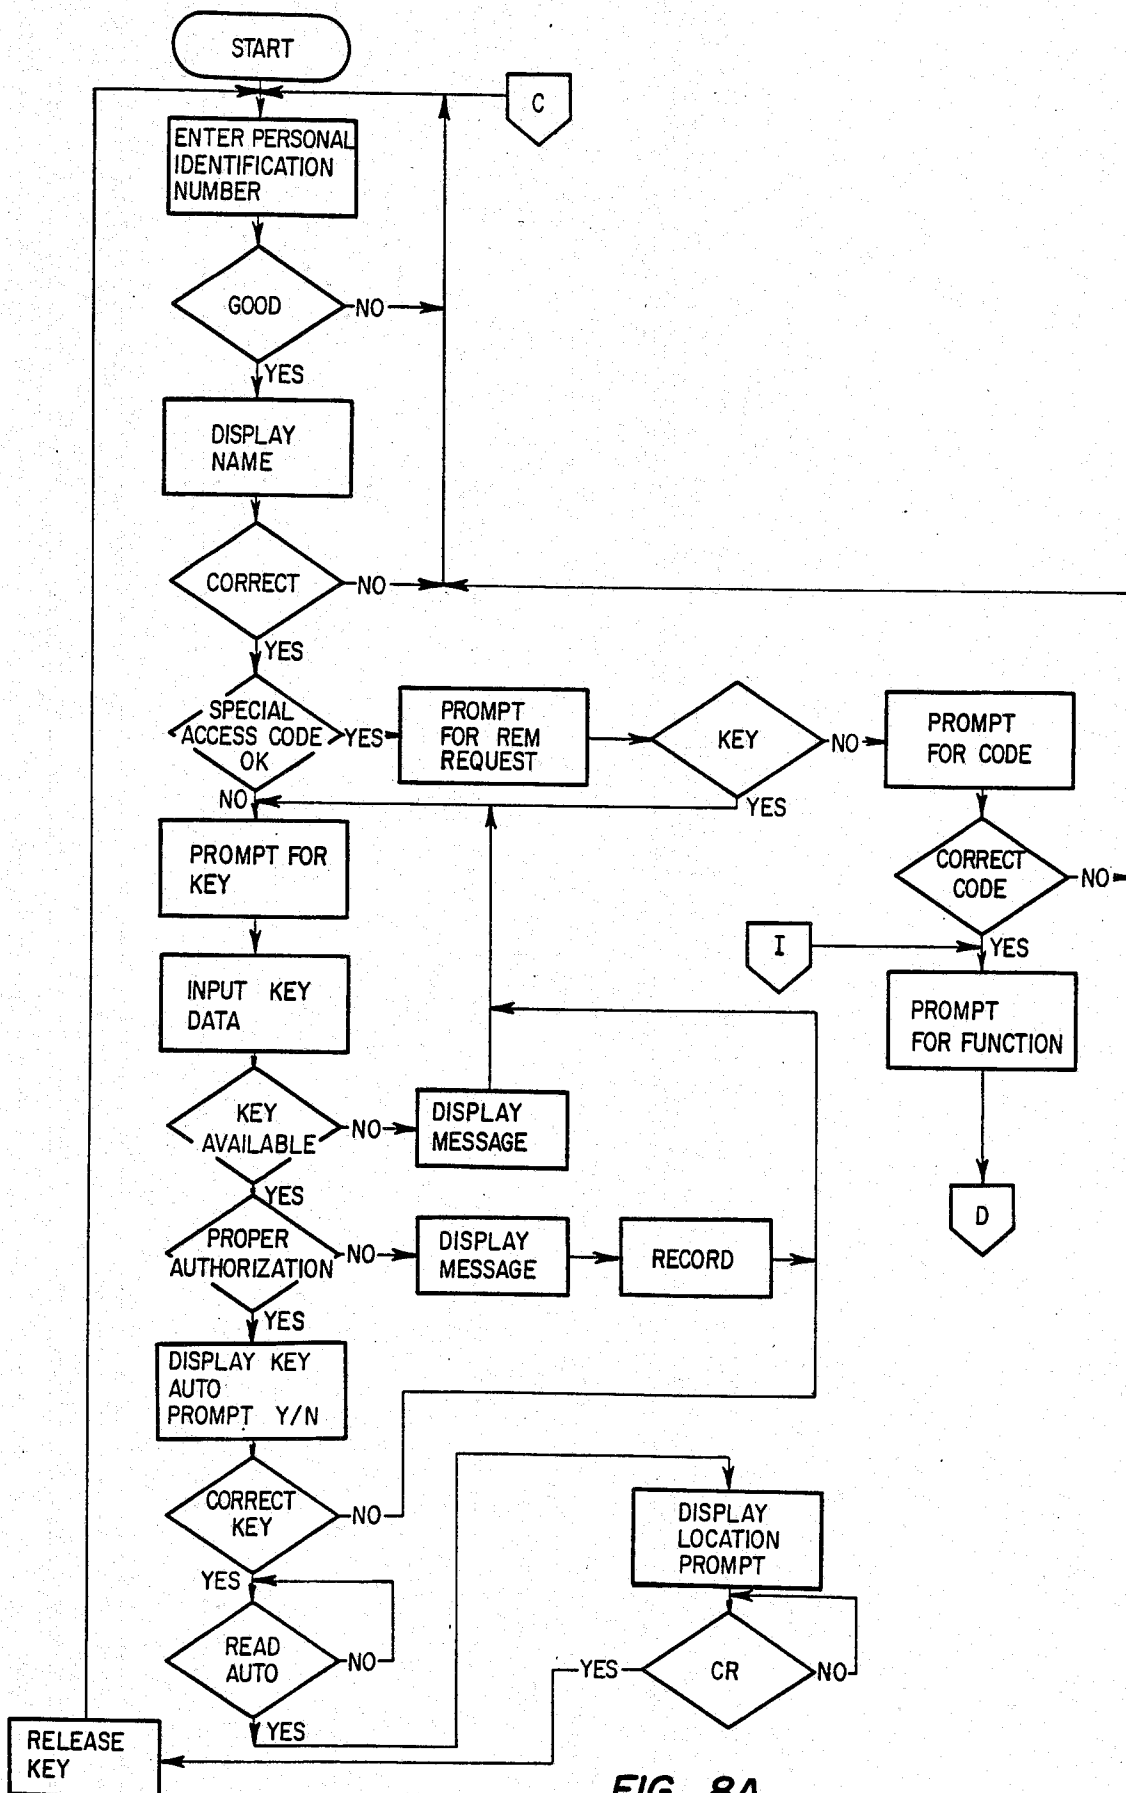 START
C
ENTER PERSONAL
IDENTIFICATION
NUMBER
GOOD
NO
YES
DISPLAY
NAME
CORRECT
NO
YES
SPECIAL
ACCESS CODE
OK
YES
NO
PROMPT
FOR REM
REQUEST
KEY
NO
YES
PROMPT
FOR CODE
CORRECT
CODE
NO
YES
I
PROMPT
FOR FUNCTION
D
PROMPT FOR
KEY
INPUT KEY
DATA
KEY
AVAILABLE
NO
YES
DISPLAY
MESSAGE
PROPER
AUTHORIZATION
NO
YES
DISPLAY
MESSAGE
RECORD
DISPLAY KEY
AUTO
PROMPT Y/N
CORRECT
KEY
NO
YES
READ
AUTO
NO
YES
DISPLAY
LOCATION
PROMPT
CR
NO
YES
RELEASE
KEY
FIG. 8A